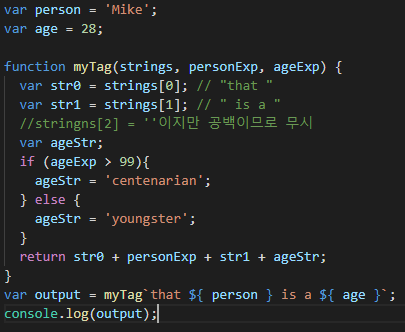 var person = 'Mike';
var age = 28;

function myTag(strings, personExp, ageExp) {
  var str0 = strings[0]; // "that "
  var str1 = strings[1]; // " is a "
  //stringns[2] = ''이지만 공백이므로 무시
  var ageStr;
  if (ageExp > 99){
    ageStr = 'centenarian';
  } else {
    ageStr = 'youngster';
  }
  return str0 + personExp + str1 + ageStr;
}
var output = myTag`that ${ person } is a ${ age }`;
console.log(output);